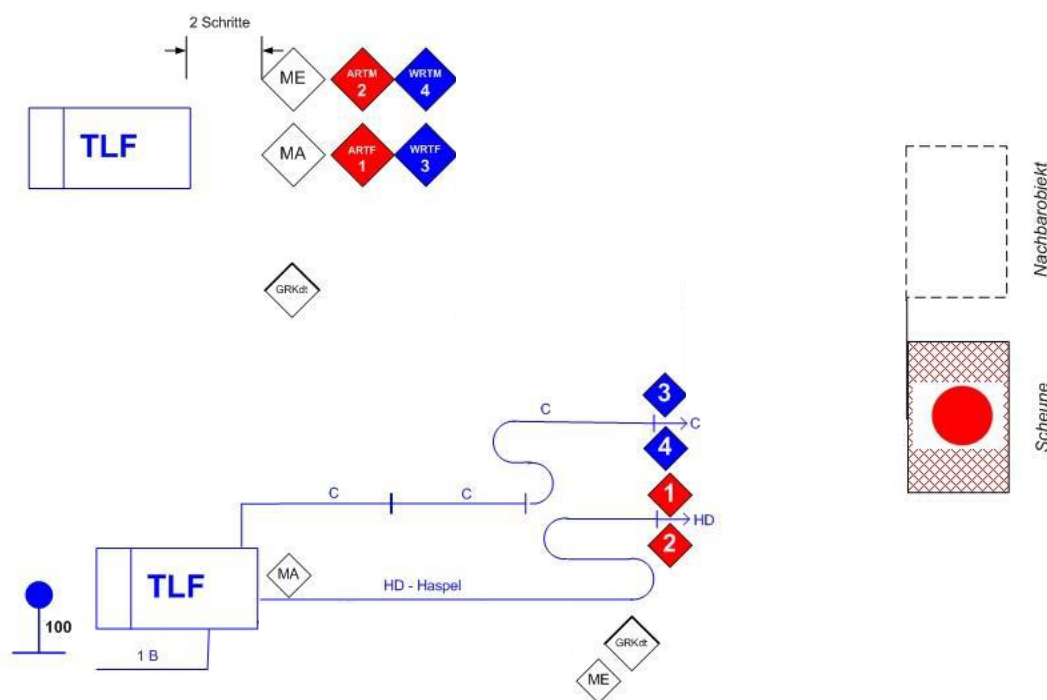 2 Schritte
ME
ARTM
2
WRTM
4
TLF
MA
ARTF
1
WRTF
3
Nachbarobjekt
GRKdt
Scheune
3
C
C
4
C
C
1
HD
2
TLF
MA
HD - Haspel
100
1 B
GRKdt
ME